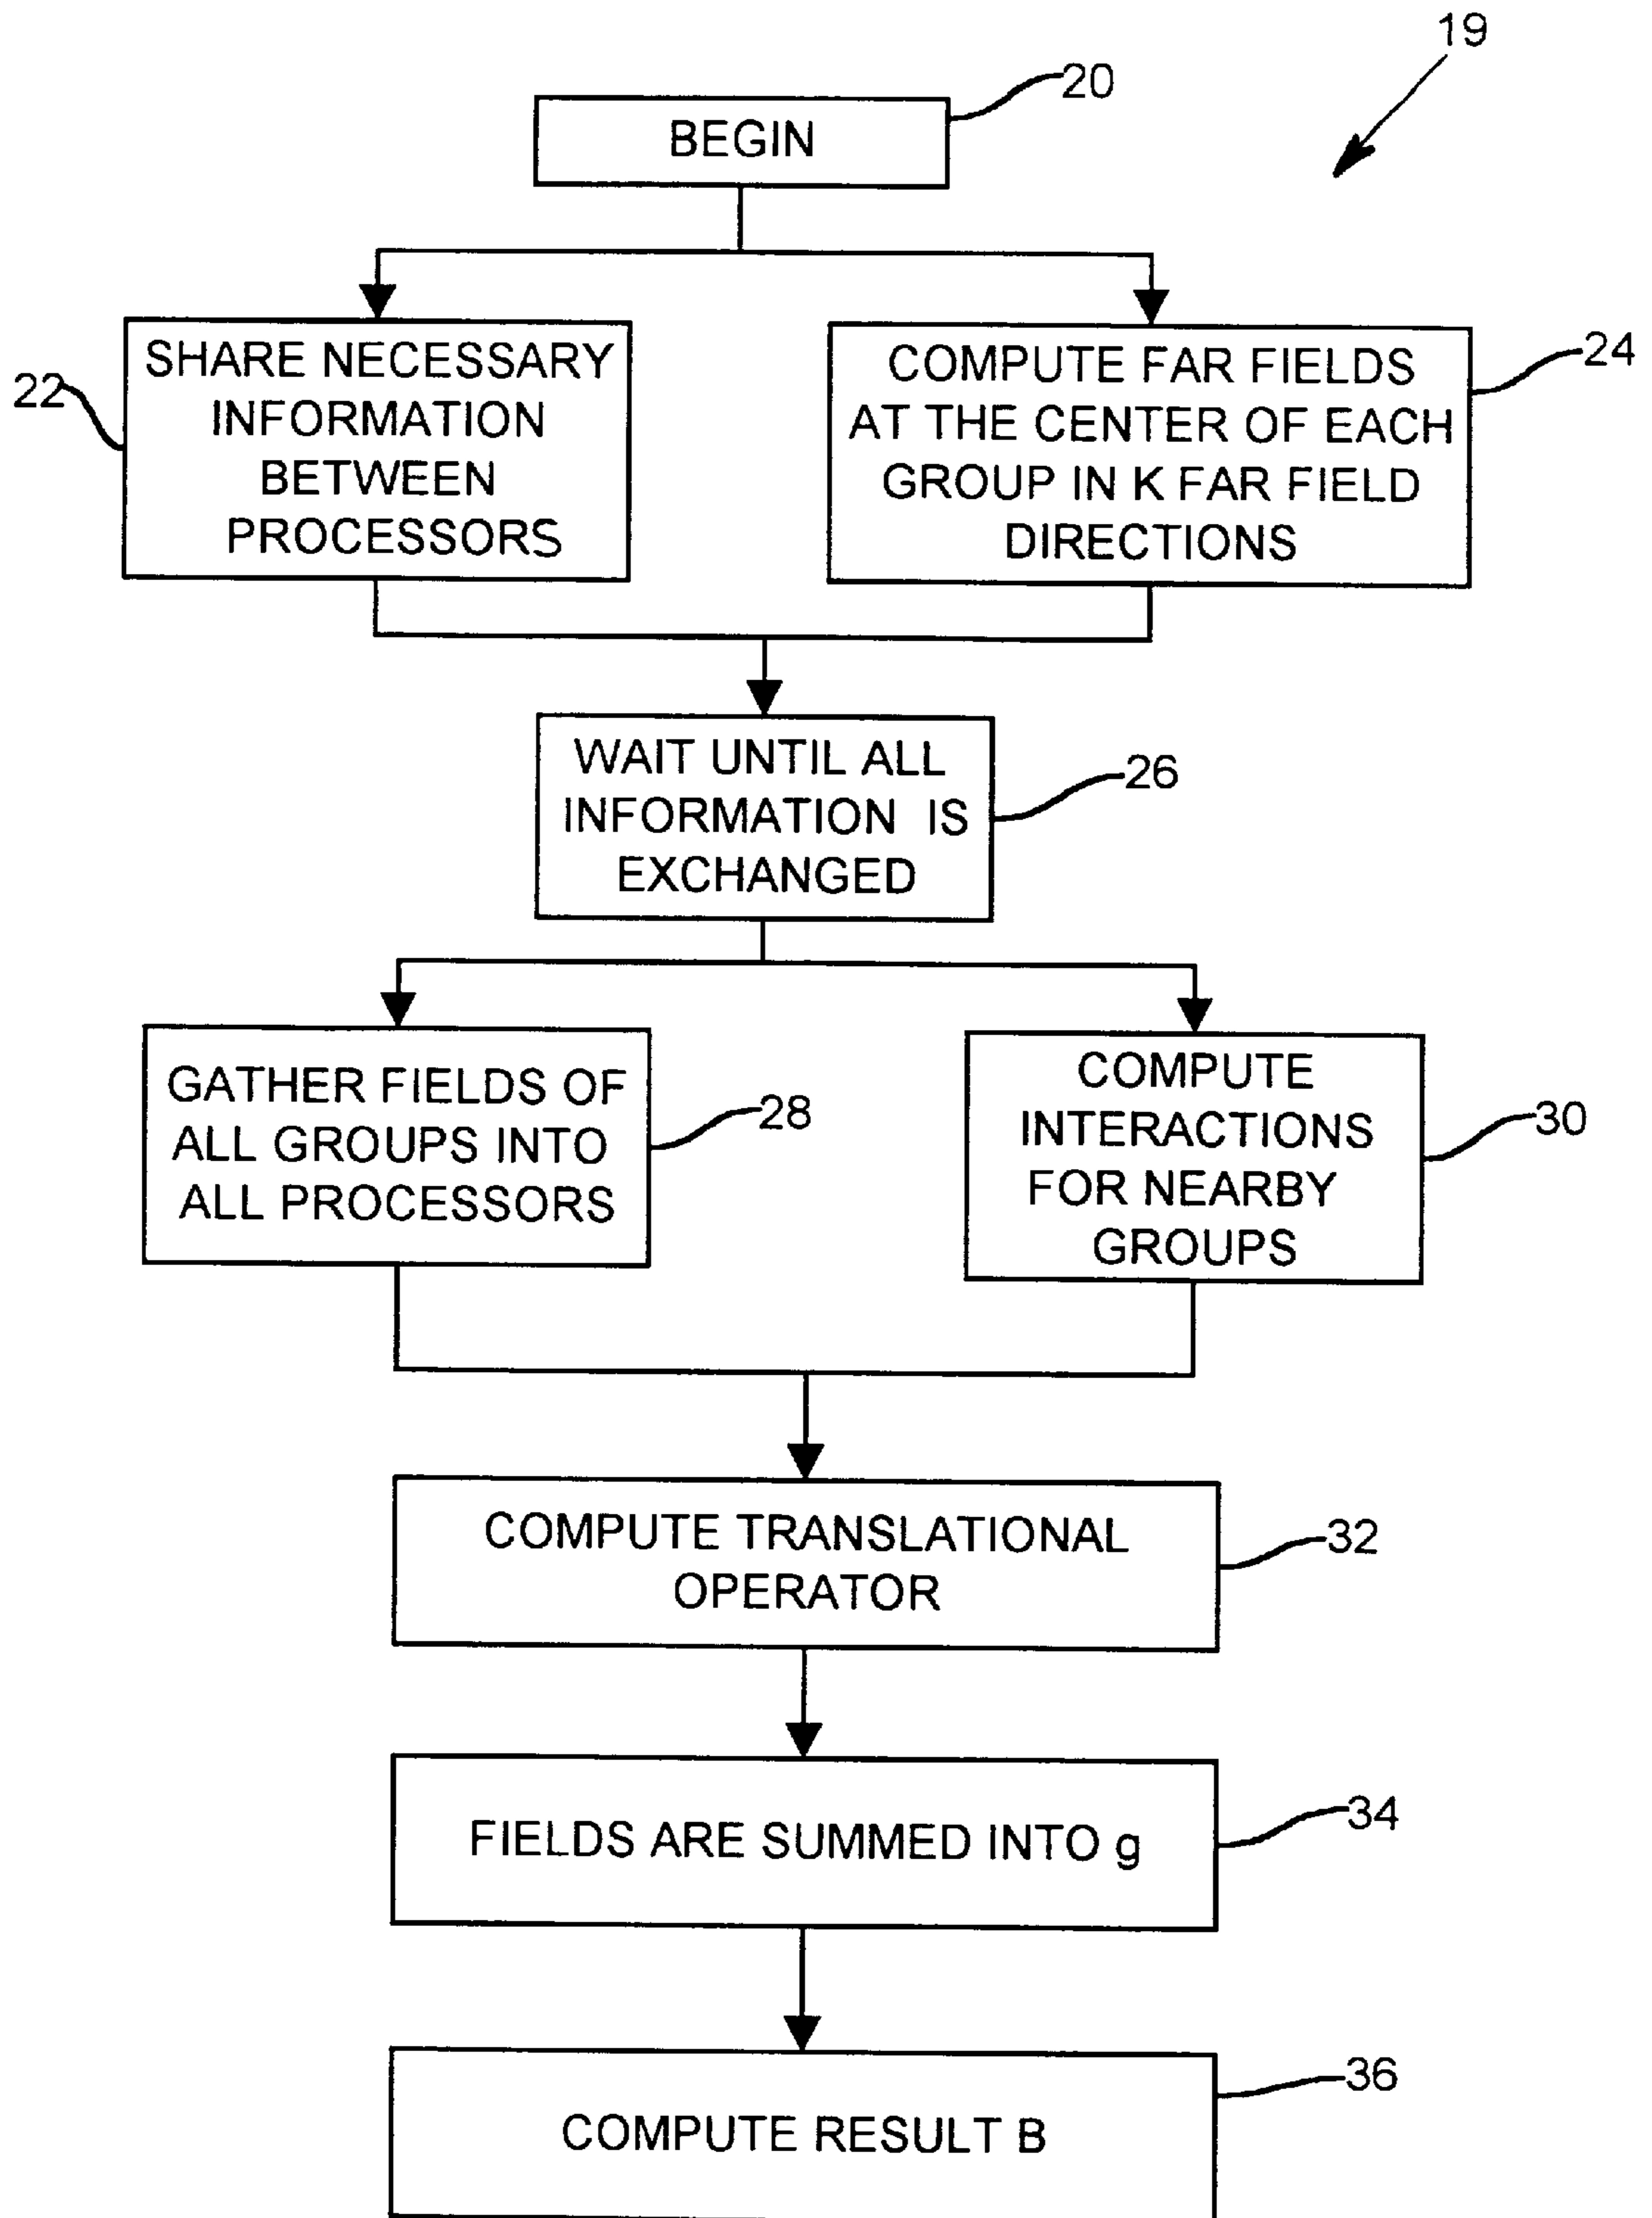 19
20
BEGIN
22
SHARE NECESSARY
INFORMATION
BETWEEN
PROCESSORS
24
COMPUTE FAR FIELDS
AT THE CENTER OF EACH
GROUP IN K FAR FIELD
DIRECTIONS
WAIT UNTIL ALL
INFORMATION IS
EXCHANGED
26
GATHER FIELDS OF
ALL GROUPS INTO
ALL PROCESSORS
28
COMPUTE
INTERACTIONS
FOR NEARBY
GROUPS
30
COMPUTE TRANSLATIONAL
OPERATOR
32
FIELDS ARE SUMMED INTO g
34
COMPUTE RESULT B
36